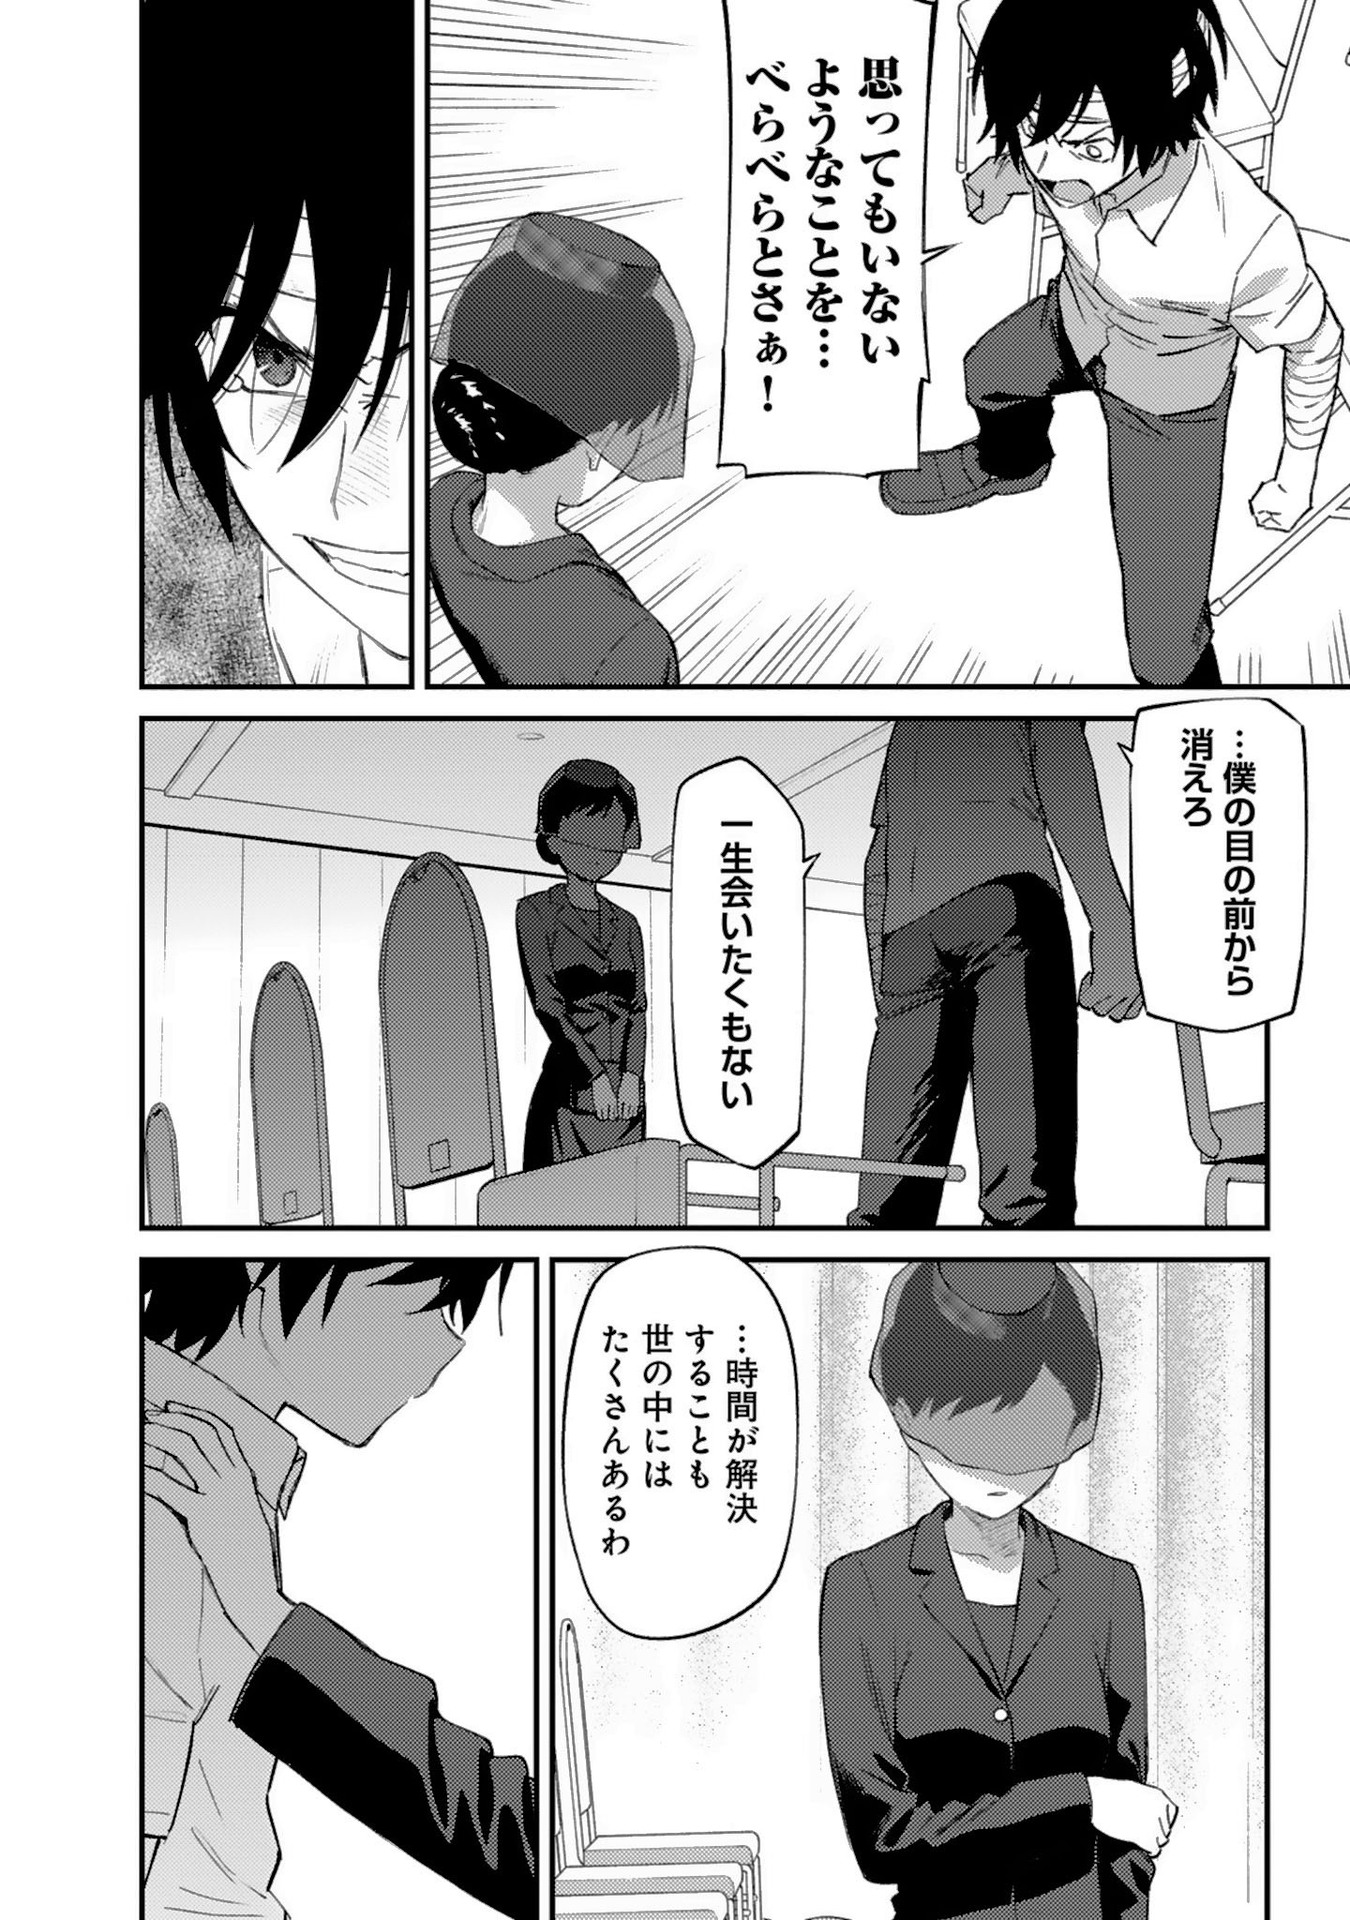 思ってもいない
ようなことを…
べらべらとさぁ！
…僕の目の前から
消えろ
一生会いたくもない
…時間が解決
することも
世の中には
たくさんあるわ